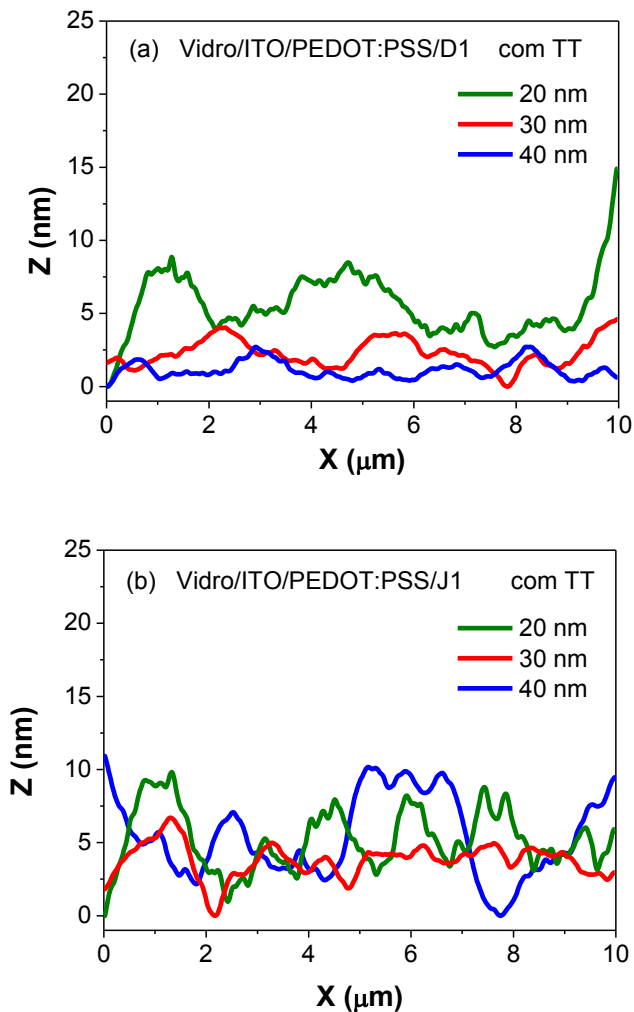 (a) Vidro/ITO/PEDOT:PSS/D1 com TT
20 nm
30 nm
40 nm
25
20
15
10
5
0
Z (nm)
0 2 4 6 8 10
X (μm)
(b) Vidro/ITO/PEDOT:PSS/J1 com TT
20 nm
30 nm
40 nm
25
20
15
10
5
0
Z (nm)
0 2 4 6 8 10
X (μm)